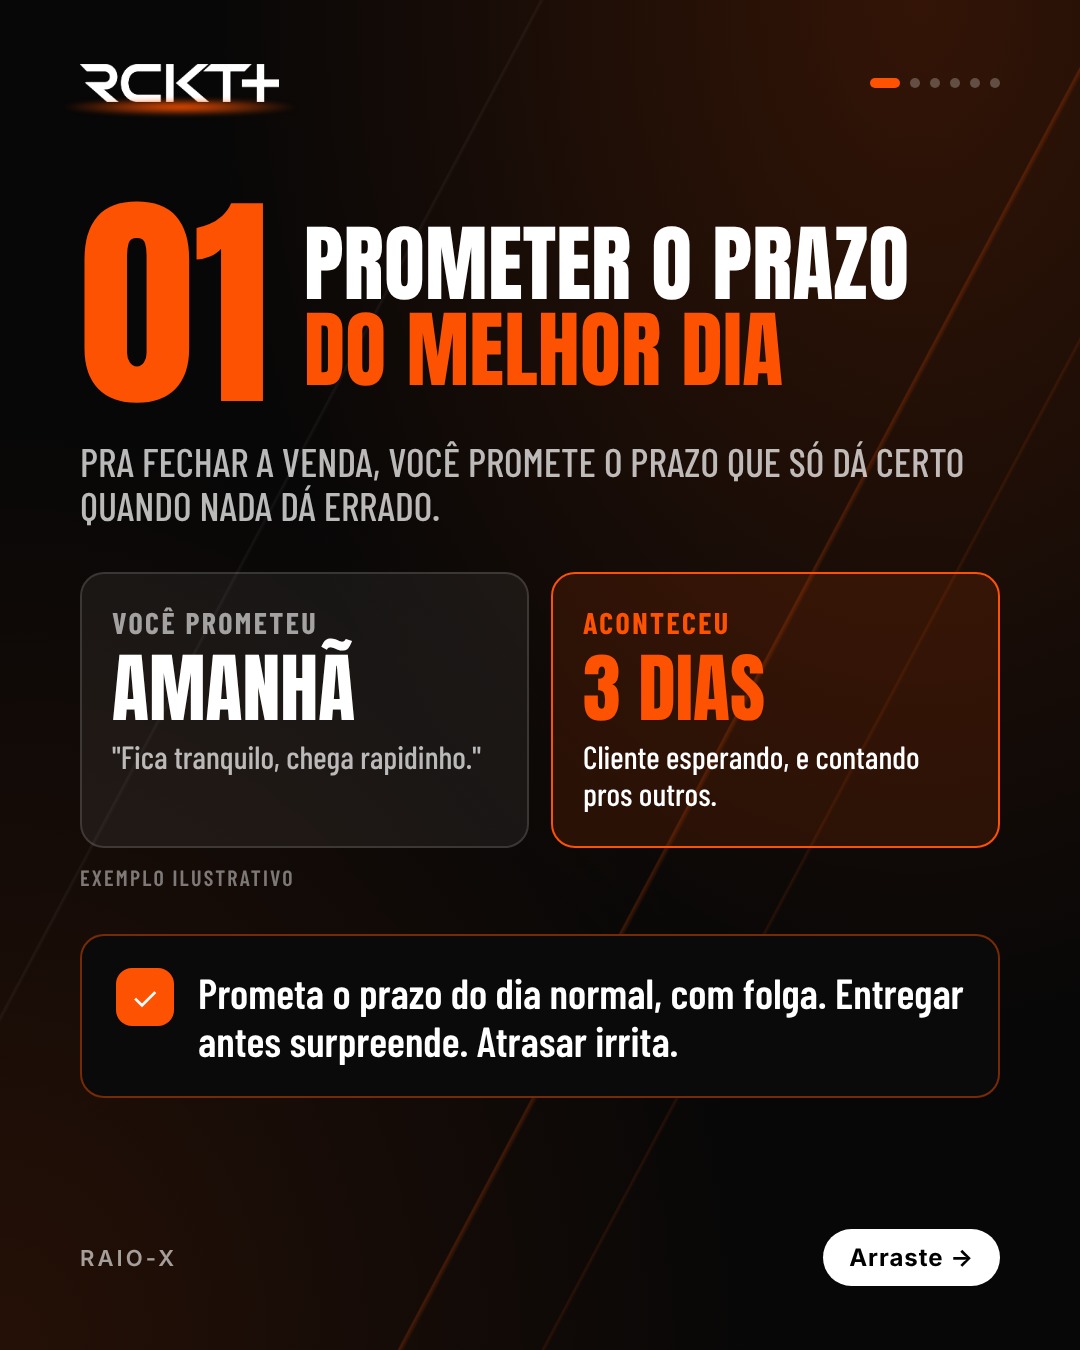 RCKT+
01
PROMETER O PRAZO
DO MELHOR DIA
PRA FECHAR A VENDA, VOCÊ PROMETE O PRAZO QUE SÓ DÁ CERTO
QUANDO NADA DÁ ERRADO.
VOCÊ PROMETEU
AMANHÃ
"Fica tranquilo, chega rapidinho."
ACONTECEU
3 DIAS
Cliente esperando, e contando
pros outros.
EXEMPLO ILUSTRATIVO
Prometa o prazo do dia normal, com folga. Entregar
antes surpreende. Atrasar irrita.
RAIO-X
Arraste →